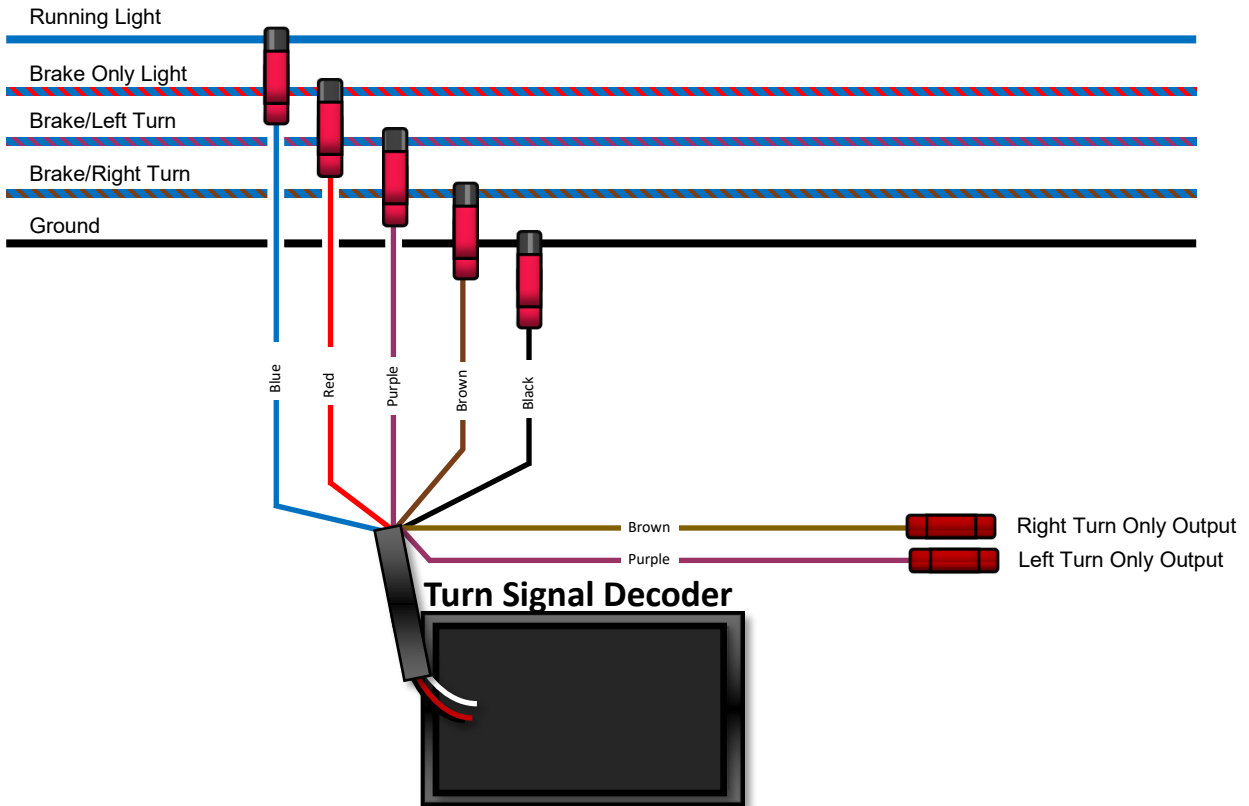 Running Light
Brake Only Light
Brake/Left Turn
Brake/Right Turn
Ground
Blue
Red
Purple
Brown
Black
Brown
Right Turn Only Output
Purple
Left Turn Only Output
Turn Signal Decoder